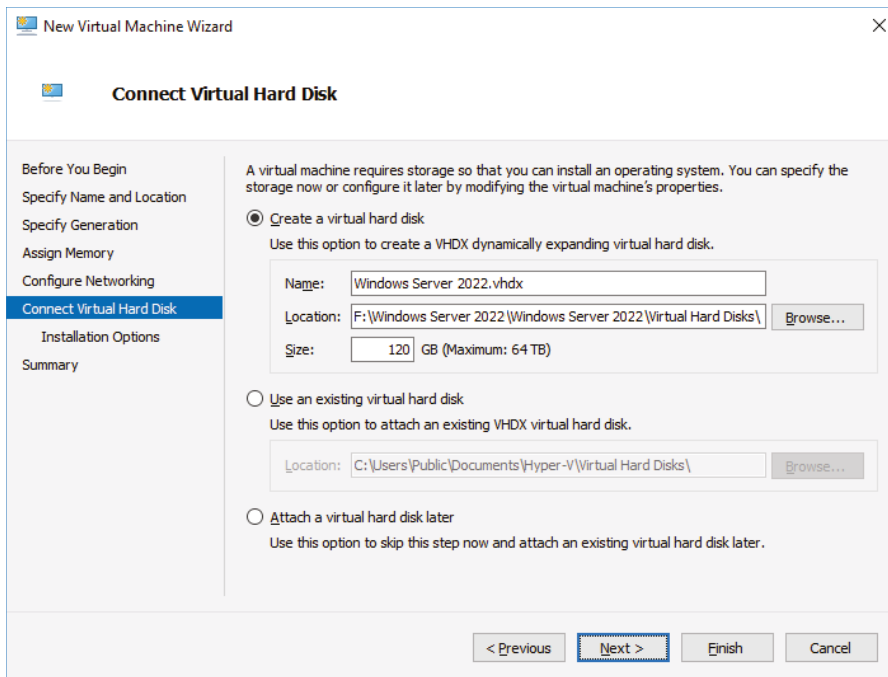 New Virtual Machine Wizard
Connect Virtual Hard Disk
Before You Begin
Specify Name and Location
Specify Generation
Assign Memory
Configure Networking
Connect Virtual Hard Disk
Installation Options
Summary
A virtual machine requires storage so that you can install an operating system. You can specify the
storage now or configure it later by modifying the virtual machine's properties.
Create a virtual hard disk
Use this option to create a VHDX dynamically expanding virtual hard disk.
Name: Windows Server 2022.vhdx
Location: F:\Windows Server 2022\Windows Server 2022\Virtual Hard Disks\ Browse...
Size: 120 GB (Maximum: 64 TB)
Use an existing virtual hard disk
Use this option to attach an existing VHDX virtual hard disk.
Location: C:\Users\Public\Documents\Hyper-V\Virtual Hard Disks\ Browse...
Attach a virtual hard disk later
Use this option to skip this step now and attach an existing virtual hard disk later.
< Previous Next > Finish Cancel